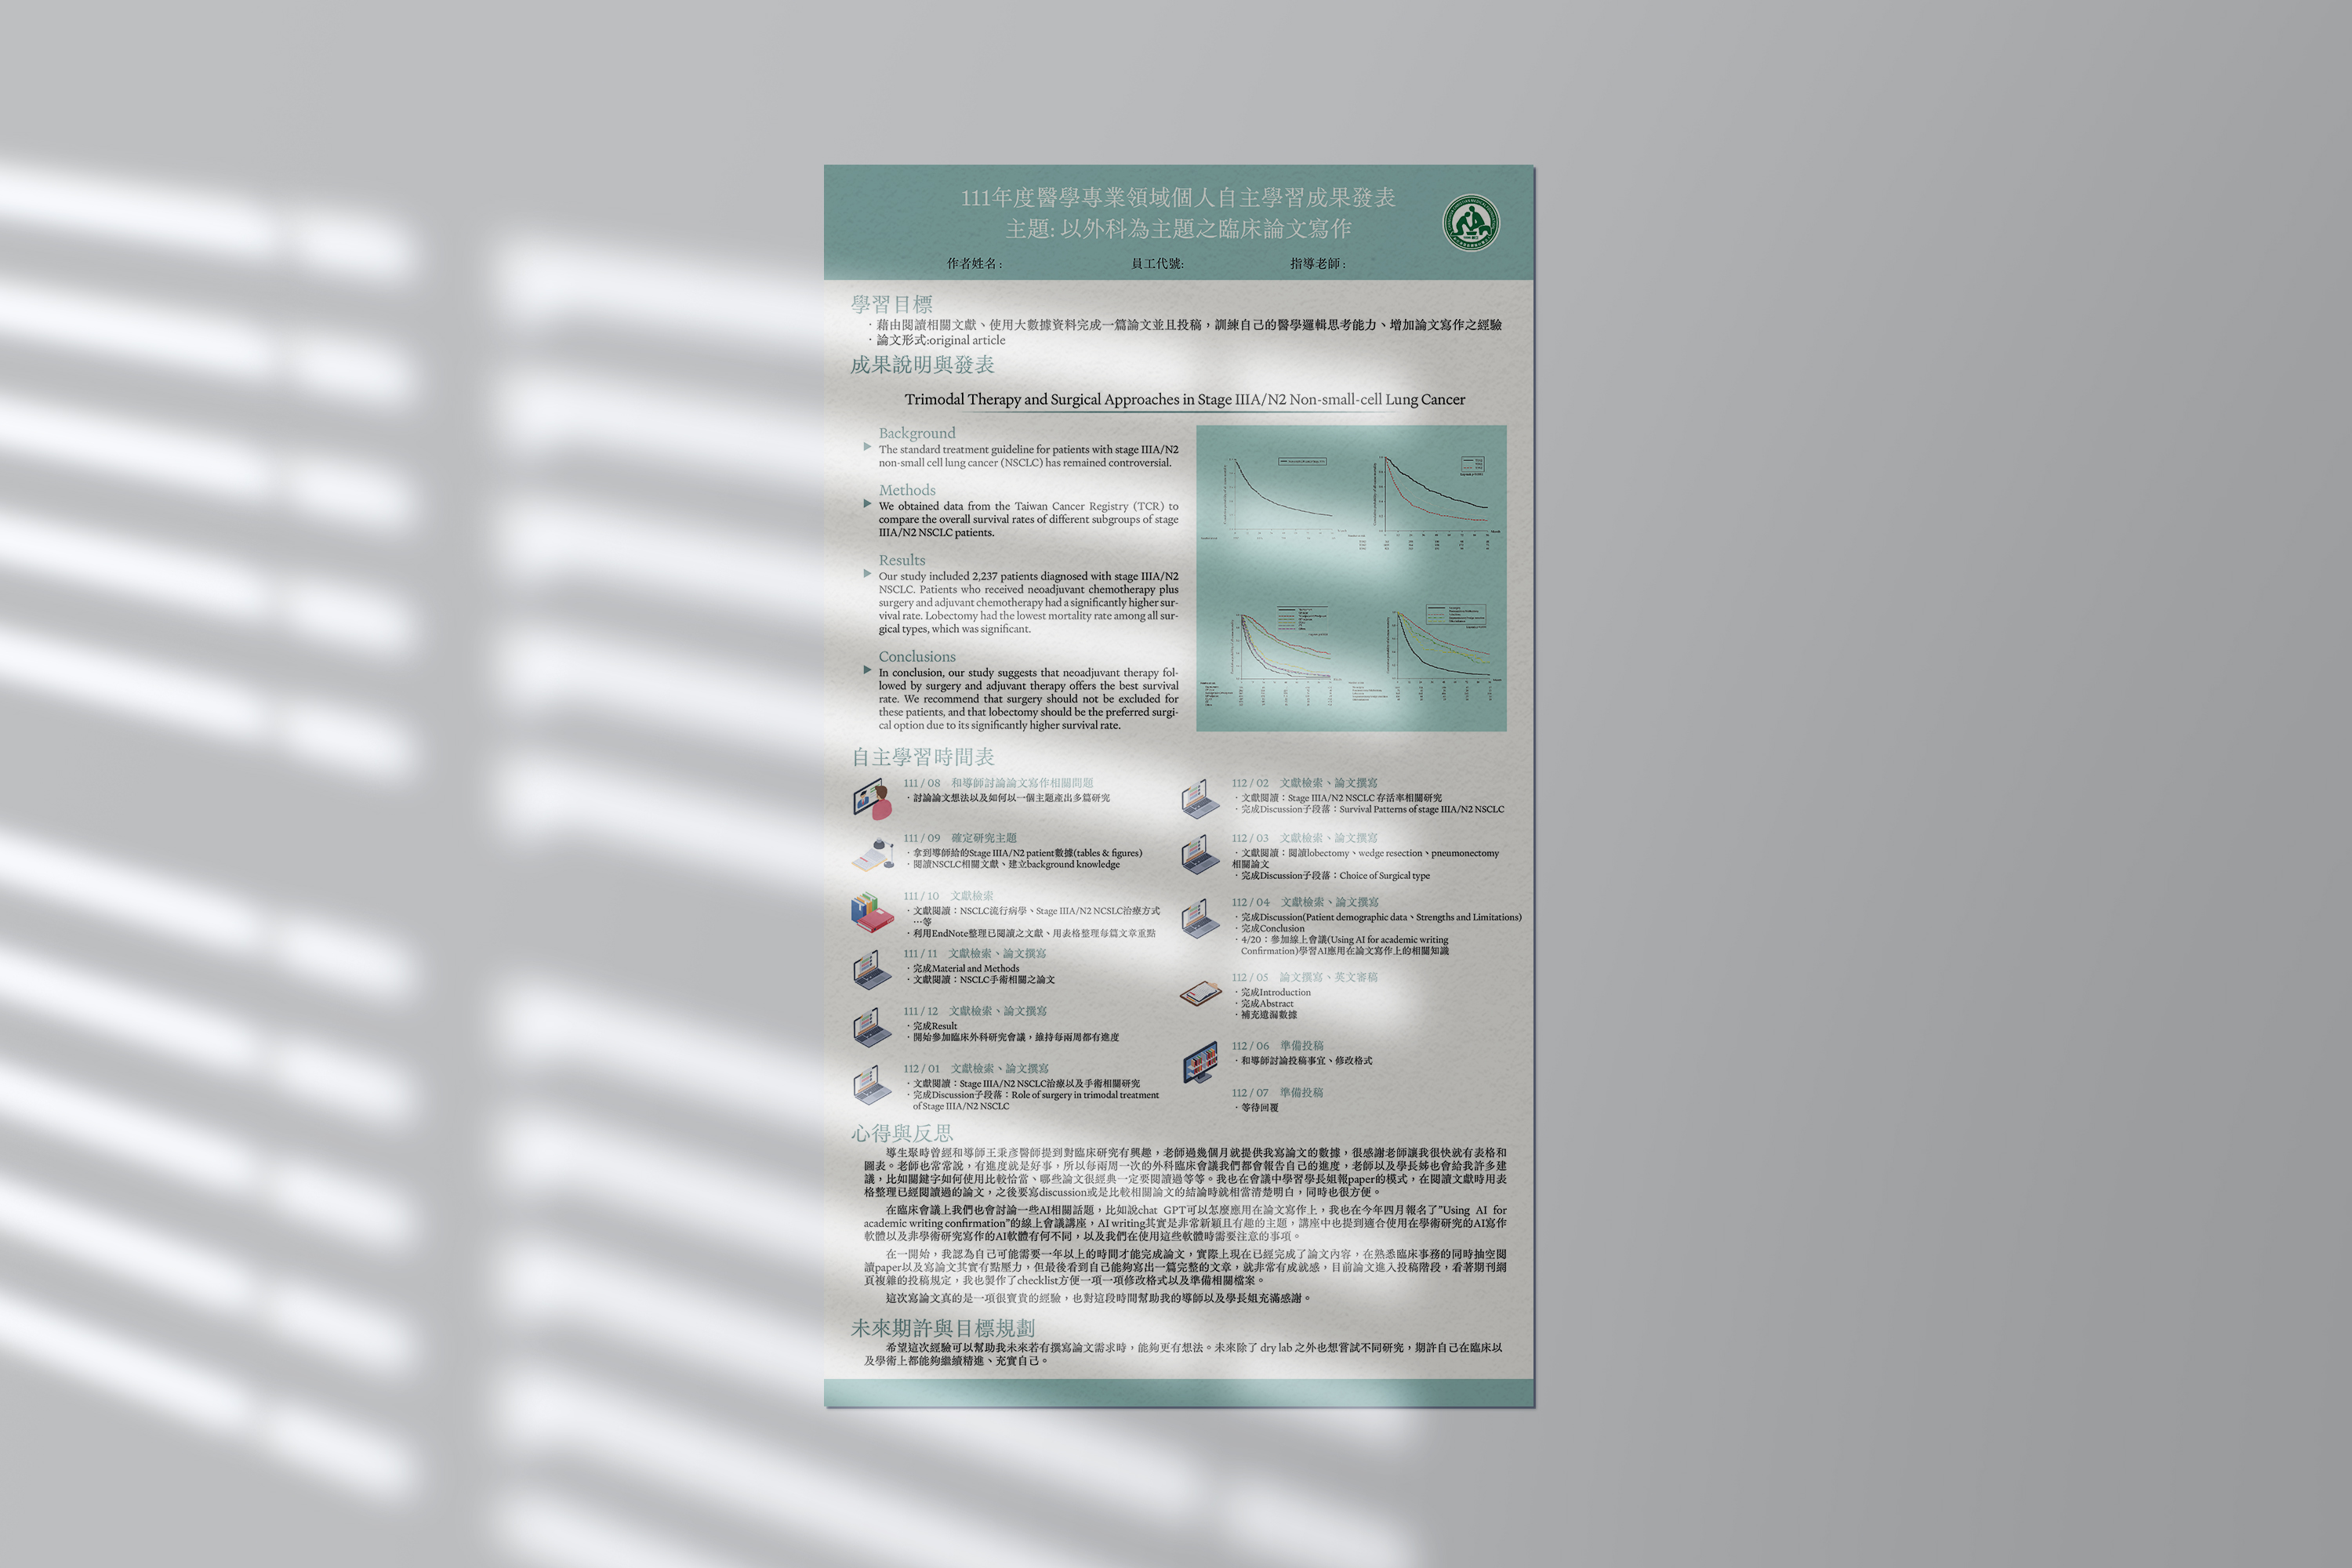 111年度醫學專業領域個人自主學習成果發表
主題: 以外科為主題之臨床論文寫作
作者姓名 :
員工代號:
指導老師 :
學習目標
· 藉由閱讀相關文獻、使用大數據資料完成一篇論文並且投稿，訓練自己的醫學邏輯思考能力、增加論文寫作之經驗
· 論文形式:original article
成果說明與發表
Trimodal Therapy and Surgical Approaches in Stage IIIA/N2 Non-small-cell Lung Cancer
Background
The standard treatment guideline for patients with stage IIIA/N2
non-small cell lung cancer (NSCLC) has remained controversial.
Methods
We obtained data from the Taiwan Cancer Registry (TCR) to
compare the overall survival rates of different subgroups of stage
IIIA/N2 NSCLC patients.
Results
Our study included 2,237 patients diagnosed with stage IIIA/N2
NSCLC. Patients who received neoadjuvant chemotherapy plus
surgery and adjuvant chemotherapy had a significantly higher sur-
vival rate. Lobectomy had the lowest mortality rate among all sur-
gical types, which was significant.
Conclusions
In conclusion, our study suggests that neoadjuvant therapy fol-
lowed by surgery and adjuvant therapy offers the best survival
rate. We recommend that surgery should not be excluded for
these patients, and that lobectomy should be the preferred surgi-
cal option due to its significantly higher survival rate.
自主學習時間表
111 / 08 和導師討論論文寫作相關問題
· 討論論文想法以及如何以一個主題產出多篇研究
111 / 09 確定研究主題
· 拿到導師給的Stage IIIA/N2 patient數據(tables & figures)
· 閱讀NSCLC相關文獻、建立background knowledge
111 / 10 文獻檢索
· 文獻閱讀：NSCLC流行病學、Stage IIIA/N2 NCSLC治療方式
…等
· 利用EndNote整理已閱讀之文獻、用表格整理每篇文章重點
111 / 11 文獻檢索、論文撰寫
· 完成Material and Methods
· 文獻閱讀：NSCLC手術相關之論文
111 / 12 文獻檢索、論文撰寫
· 完成Result
· 開始參加臨床外科研究會議，維持每兩周都有進度
112 / 01 文獻檢索、論文撰寫
· 文獻閱讀：Stage IIIA/N2 NSCLC治療以及手術相關研究
· 完成Discussion子段落：Role of surgery in trimodal treatment
of Stage IIIA/N2 NSCLC
112 / 02 文獻檢索、論文撰寫
· 文獻閱讀：Stage IIIA/N2 NSCLC 存活率相關研究
· 完成Discussion子段落：Survival Patterns of stage IIIA/N2 NSCLC
112 / 03 文獻檢索、論文撰寫
· 文獻閱讀：閱讀lobectomy、wedge resection、pneumonectomy
相關論文
· 完成Discussion子段落：Choice of Surgical type
112 / 04 文獻檢索、論文撰寫
· 完成Discussion(Patient demographic data、Strengths and Limitations)
· 完成Conclusion
· 4/20：參加線上會議(Using AI for academic writing
Confirmation)學習AI應用在論文寫作上的相關知識
112 / 05 論文撰寫、英文審稿
· 完成Introduction
· 完成Abstract
· 補充遺漏數據
112 / 06 準備投稿
· 和導師討論投稿事宜、修改格式
112 / 07 準備投稿
· 等待回覆
心得與反思
導生聚時曾經和導師王秉彥醫師提到對臨床研究有興趣，老師過幾個月就提供我寫論文的數據，很感謝老師讓我很快就有表格和
圖表。老師也常常說，有進度就是好事，所以每兩周一次的外科臨床會議我們都會報告自己的進度，老師以及學長姊也會給我許多建
議，比如關鍵字如何使用比較恰當、哪些論文很經典一定要閱讀過等等。我也在會議中學習學長姐報paper的模式，在閱讀文獻時用表
格整理已經閱讀過的論文，之後要寫discussion或是比較相關論文的結論時就相當清楚明白，同時也很方便。
在臨床會議上我們也會討論一些AI相關話題，比如說chat GPT可以怎麼應用在論文寫作上，我也在今年四月報名了"Using AI for
academic writing confirmation"的線上會議講座，AI writing其實是非常新穎且有趣的主題，講座中也提到適合使用在學術研究的AI寫作
軟體以及非學術研究寫作的AI軟體有何不同，以及我們在使用這些軟體時需要注意的事項。
在一開始，我認為自己可能需要一年以上的時間才能完成論文，實際上現在已經完成了論文內容，在熟悉臨床事務的同時抽空閱
讀paper以及寫論文其實有點壓力，但最後看到自己能夠寫出一篇完整的文章，就非常有成就感，目前論文進入投稿階段，看著期刊網
頁複雜的投稿規定，我也製作了checklist方便一項一項修改格式以及準備相關檔案。
這次寫論文真的是一項很寶貴的經驗，也對這段時間幫助我的導師以及學長姐充滿感謝。
未來期許與目標規劃
希望這次經驗可以幫助我未來若有撰寫論文需求時，能夠更有想法。未來除了 dry lab 之外也想嘗試不同研究，期許自己在臨床以
及學術上都能夠繼續精進、充實自己。